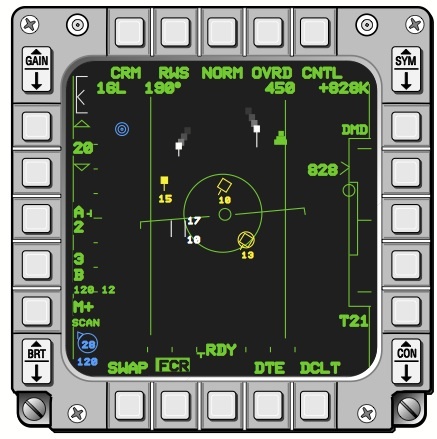 GAIN
SYM
CRM RWS NORM OVRD CNTL
16L 190° 450 +828K
DMD
20
828
15
10
A
2
17
10
13
3
B
120 12
M+
SCAN
T21
28
120
RDY
BRT
CON
SWAP FCR DTE DCLT